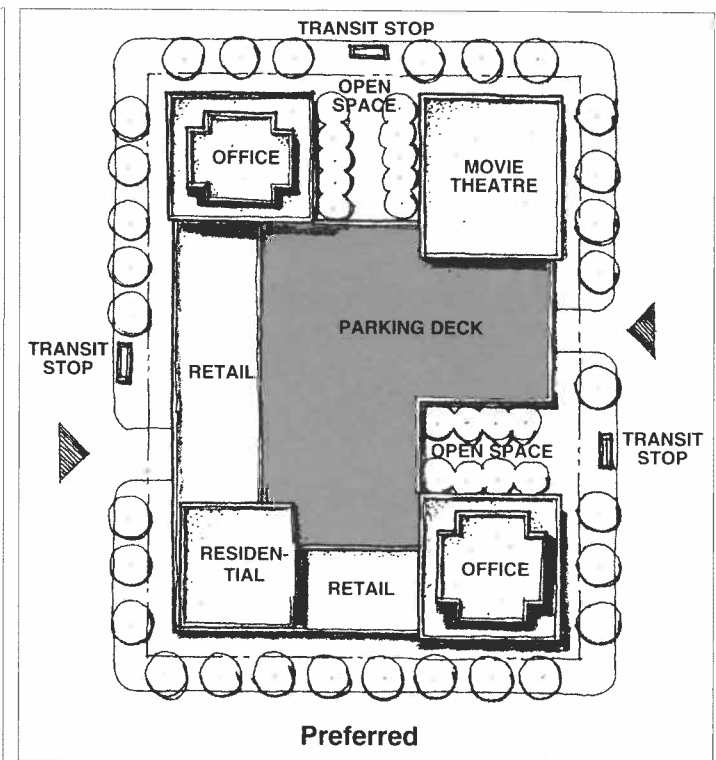 TRANSIT STOP
OPEN
SPACE
OFFICE
MOVIE
THEATRE
PARKING DECK
TRANSIT
STOP
RETAIL
OPEN SPACE
TRANSIT
STOP
RESIDEN-
TIAL
RETAIL
OFFICE
Preferred